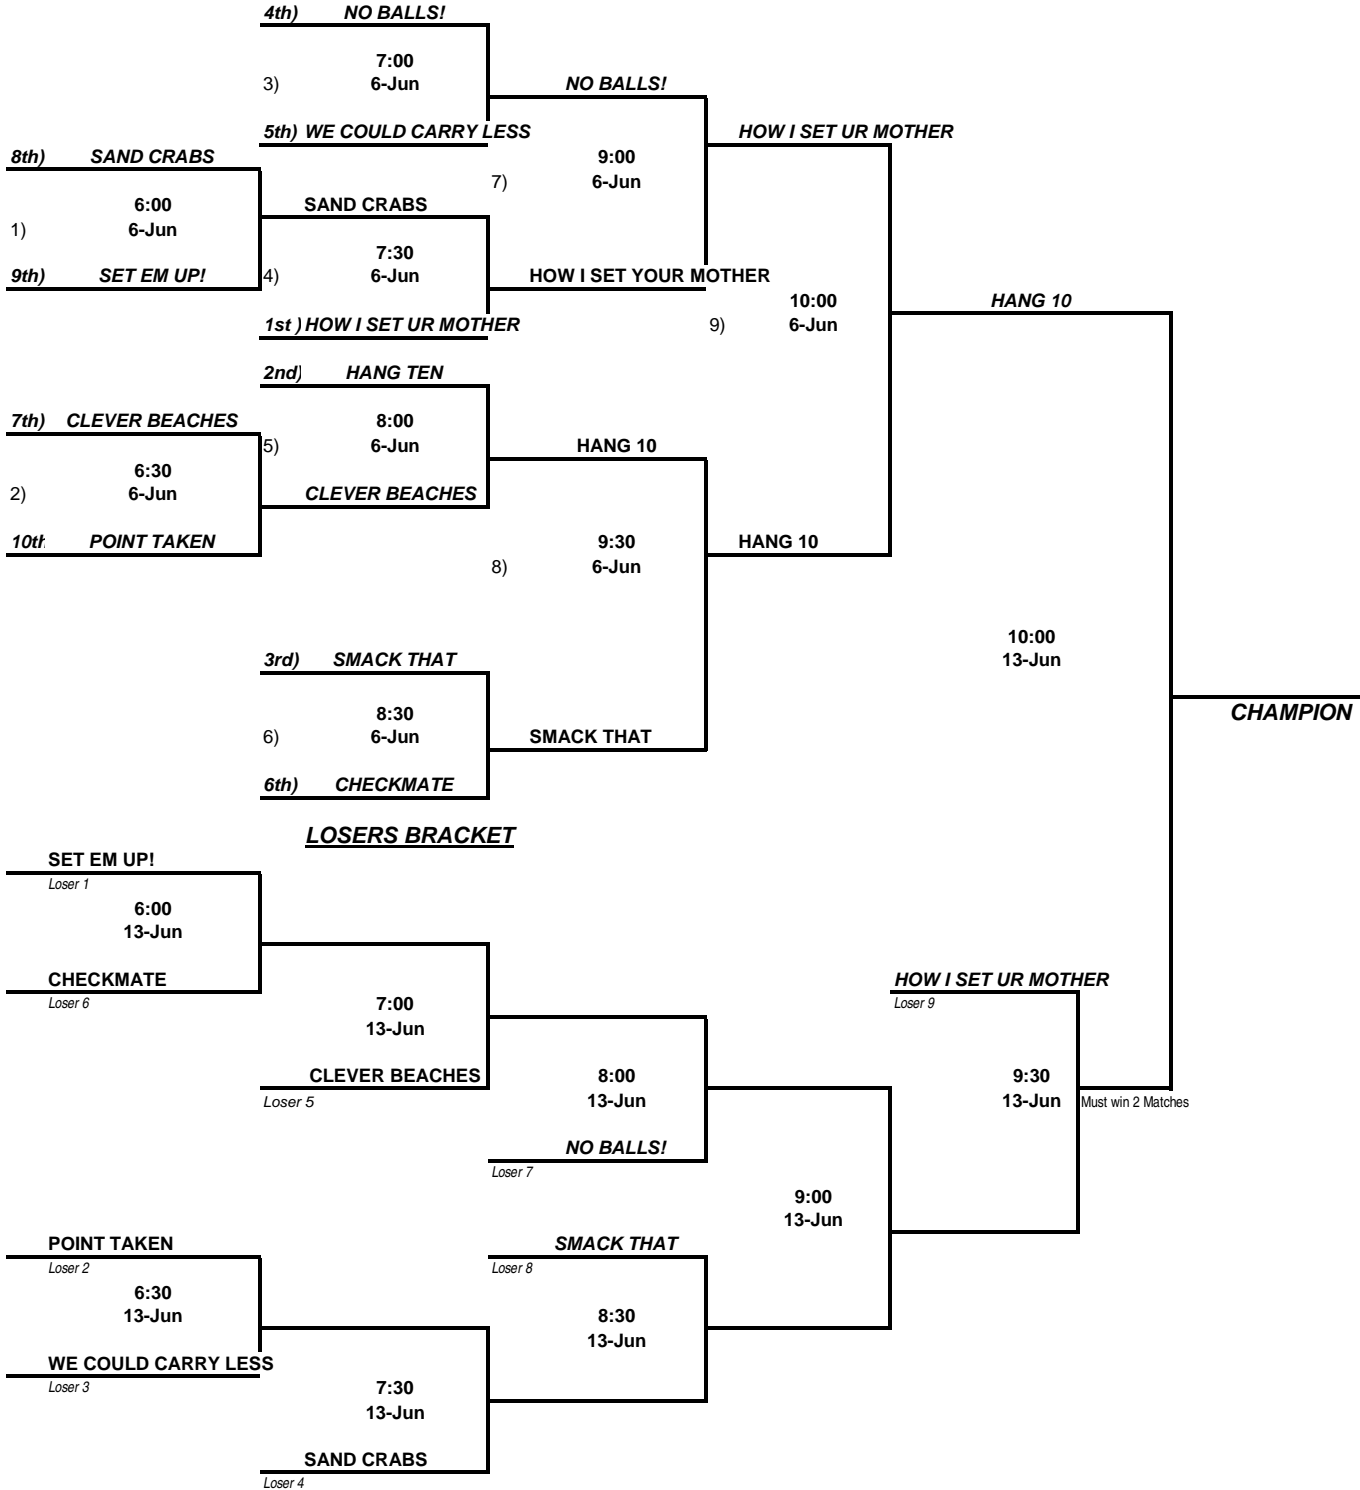 4th) NO BALLS!
7:00
3) 6-Jun
NO BALLS!
5th) WE COULD CARRY LESS
HOW I SET UR MOTHER
8th) SAND CRABS
9:00
7) 6-Jun
6:00
SAND CRABS
1) 6-Jun
7:30
9th) SET EM UP!
4) 6-Jun
HOW I SET YOUR MOTHER
10:00
HANG 10
1st ) HOW I SET UR MOTHER
9) 6-Jun
2nd) HANG TEN
7th) CLEVER BEACHES
8:00
5) 6-Jun
HANG 10
6:30
2) 6-Jun
CLEVER BEACHES
10th POINT TAKEN
9:30
HANG 10
8) 6-Jun
10:00
13-Jun
3rd) SMACK THAT
8:30
CHAMPION
6) 6-Jun
SMACK THAT
6th) CHECKMATE
LOSERS BRACKET
SET EM UP!
Loser 1
6:00
13-Jun
CHECKMATE
Loser 6
HOW I SET UR MOTHER
Loser 9
7:00
13-Jun
CLEVER BEACHES
Loser 5
8:00
13-Jun
9:30
13-Jun
Must win 2 Matches
NO BALLS!
Loser 7
9:00
13-Jun
POINT TAKEN
Loser 2
SMACK THAT
Loser 8
6:30
13-Jun
8:30
13-Jun
WE COULD CARRY LESS
Loser 3
7:30
13-Jun
SAND CRABS
Loser 4